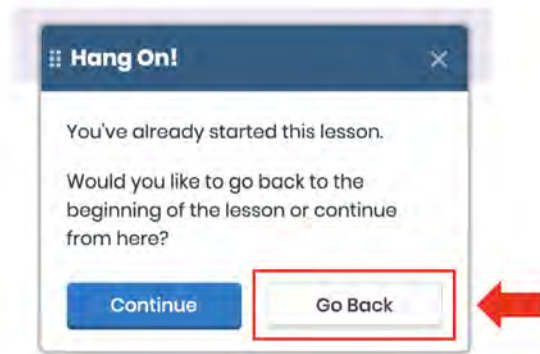 Hang On!
You've already started this lesson.
Would you like to go back to the
beginning of the lesson or continue
from here?
Continue
Go Back